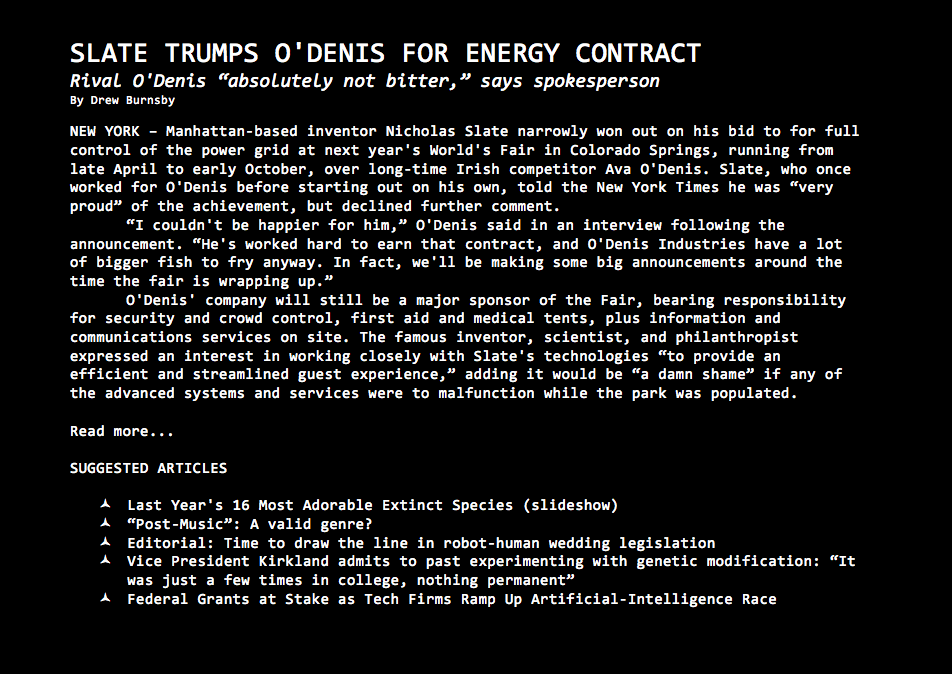 SLATE TRUMPS O'DENIS FOR ENERGY CONTRACT
Rival O'Denis “absolutely not bitter,” says spokesperson
By Drew Burnsby
NEW YORK – Manhattan-based inventor Nicholas Slate narrowly won out on his bid to for full
control of the power grid at next year's World's Fair in Colorado Springs, running from
late April to early October, over long-time Irish competitor Ava O'Denis. Slate, who once
worked for O'Denis before starting out on his own, told the New York Times he was “very
proud” of the achievement, but declined further comment.
“I couldn't be happier for him,” O'Denis said in an interview following the
announcement. “He's worked hard to earn that contract, and O'Denis Industries have a lot
of bigger fish to fry anyway. In fact, we'll be making some big announcements around the
time the fair is wrapping up.”
O'Denis' company will still be a major sponsor of the Fair, bearing responsibility
for security and crowd control, first aid and medical tents, plus information and
communications services on site. The famous inventor, scientist, and philanthropist
expressed an interest in working closely with Slate's technologies “to provide an
efficient and streamlined guest experience,” adding it would be “a damn shame” if any of
the advanced systems and services were to malfunction while the park was populated.
Read more...
SUGGESTED ARTICLES
Last Year's 16 Most Adorable Extinct Species (slideshow)
“Post-Music”: A valid genre?
Editorial: Time to draw the line in robot-human wedding legislation
Vice President Kirkland admits to past experimenting with genetic modification: “It
was just a few times in college, nothing permanent”
Federal Grants at Stake as Tech Firms Ramp Up Artificial-Intelligence Race